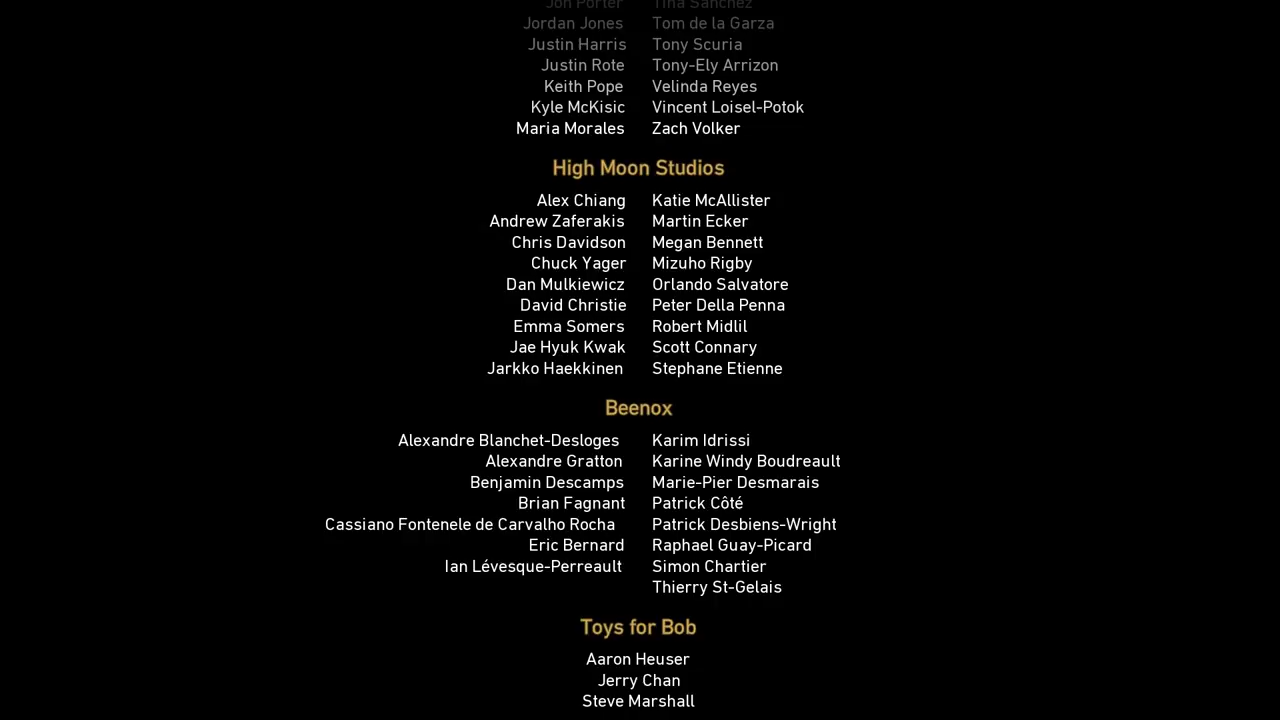 Jon Porter Tina Sanchez
Jordan Jones Tom de la Garza
Justin Harris Tony Scuria
Justin Rote Tony-Ely Arrizon
Keith Pope Velinda Reyes
Kyle McKisic Vincent Loisel-Potok
Maria Morales Zach Volker
High Moon Studios
Alex Chiang Katie McAllister
Andrew Zaferakis Martin Ecker
Chris Davidson Megan Bennett
Chuck Yager Mizuho Rigby
Dan Mulkiewicz Orlando Salvatore
David Christie Peter Della Penna
Emma Somers Robert Midlil
Jae Hyuk Kwak Scott Connary
Jarkko Haekkinen Stephane Etienne
Beenox
Alexandre Blanchet-Desloges Karim Idrissi
Alexandre Gratton Karine Windy Boudreault
Benjamin Descamps Marie-Pier Desmarais
Brian Fagnant Patrick Côté
Cassiano Fontenele de Carvalho Rocha Patrick Desbiens-Wright
Eric Bernard Raphael Guay-Picard
Ian Lévesque-Perreault Simon Chartier
Thierry St-Gelais
Toys for Bob
Aaron Heuser
Jerry Chan
Steve Marshall